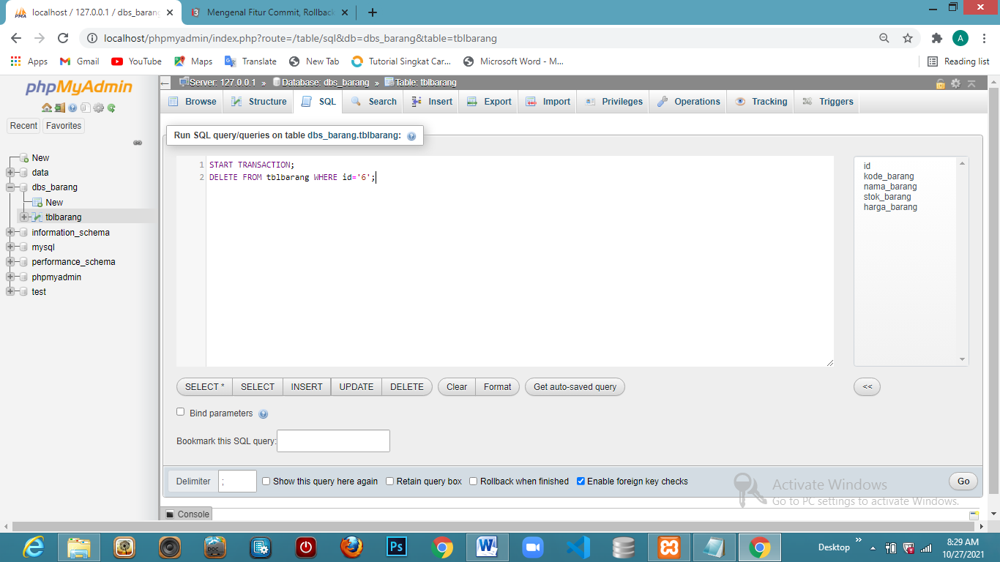 localhost / 127.0.0.1 / dbs_baran
Mengenal Fitur Commit, Rollback
localhost/phpmyadmin/index.php?route=/table/sql&db=dbs_barang&table=tblbarang
A
Apps
Gmail
YouTube
Maps
Translate
New Tab
Tutorial Singkat Car...
Microsoft Word - M...
Reading list
phpMyAdmin
Recent
Favorites
New
data
dbs_barang
New
tblbarang
information_schema
mysql
performance_schema
phpmyadmin
test
Server: 127.0.0.1 » Database: dbs_barang » Table: tblbarang
Browse
Structure
SQL
Search
Insert
Export
Import
Privileges
Operations
Tracking
Triggers
Run SQL query/queries on table dbs_barang.tblbarang:
1 START TRANSACTION;
2 DELETE FROM tblbarang WHERE id='6';
id
kode_barang
nama_barang
stok_barang
harga_barang
SELECT *
SELECT
INSERT
UPDATE
DELETE
Clear
Format
Get auto-saved query
<<
Bind parameters
Bookmark this SQL query:
Delimiter
;
Show this query here again
Retain query box
Rollback when finished
Enable foreign key checks
Go
Activate Windows
Go to PC settings to activate Windows.
Console
DOC
Ps
Desktop
»
8:29 AM
10/27/2021